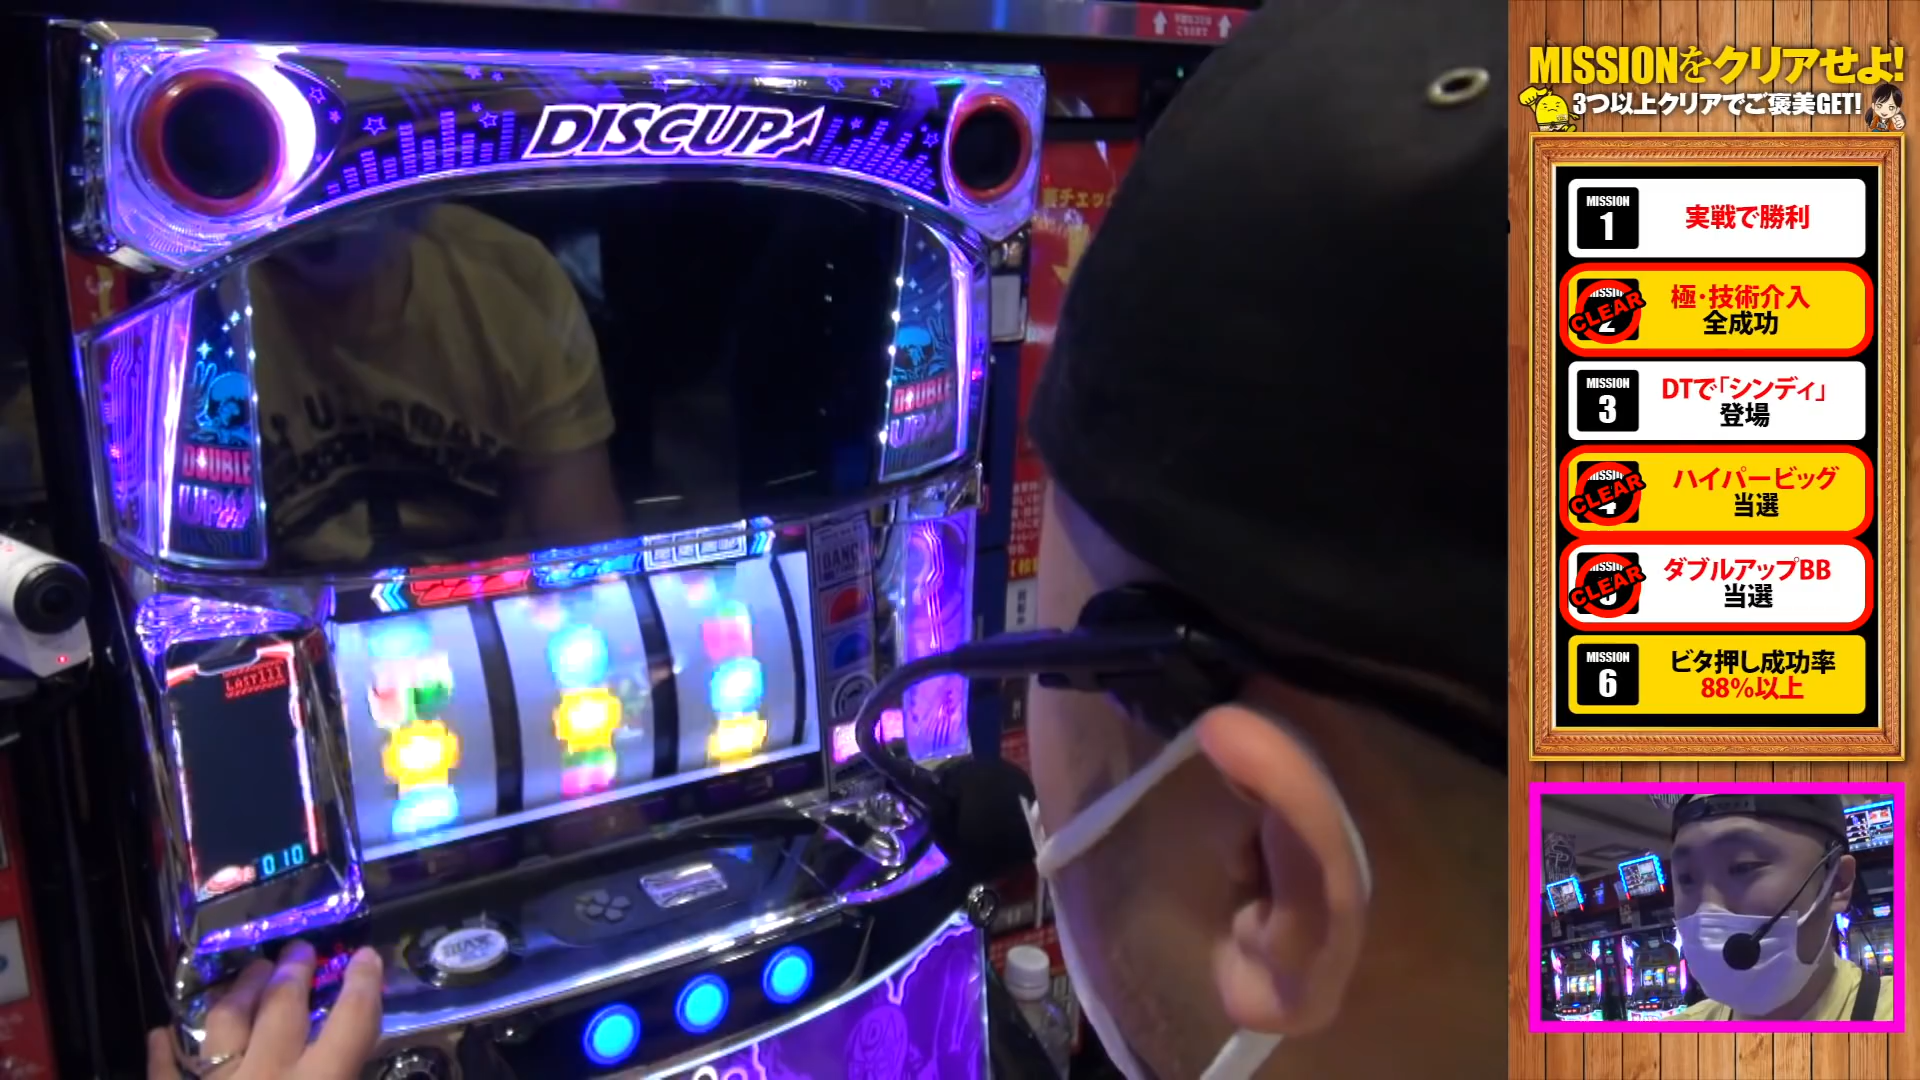 DISCUP
DOUBLE
UP
DOUBLE
UP
LAST
010
MISSIONをクリアせよ!
3つ以上クリアでご褒美GET!
MISSION
1
実戦で勝利
CLEAR
極・技術介入
全成功
MISSION
3
DTで「シンディ」
登場
CLEAR
ハイパービッグ
当選
CLEAR
ダブルアップBB
当選
MISSION
6
ビタ押し成功率
88%以上